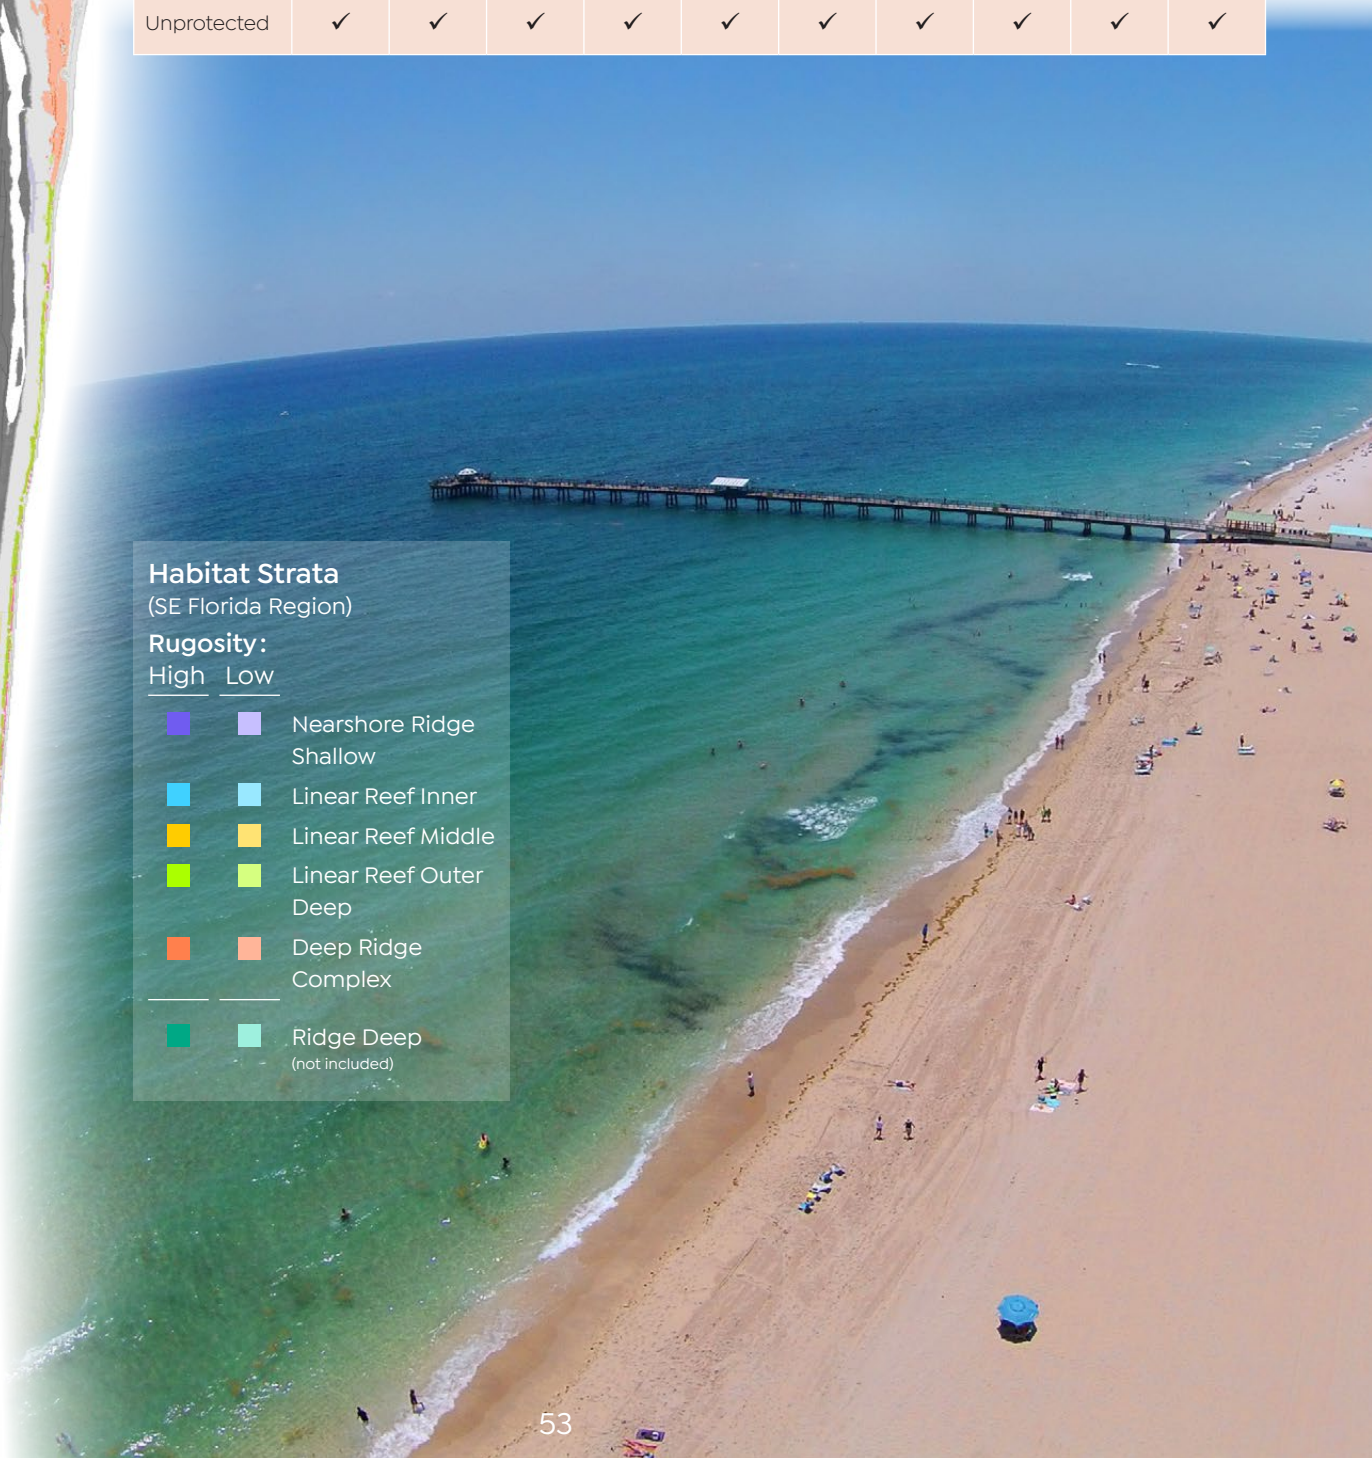 Unprotected ✓ ✓ ✓ ✓ ✓ ✓ ✓ ✓ ✓ ✓
Habitat Strata
(SE Florida Region)
Rugosity:
High Low
Nearshore Ridge
Shallow
Linear Reef Inner
Linear Reef Middle
Linear Reef Outer
Deep
Deep Ridge
Complex
Ridge Deep
(not included)
53